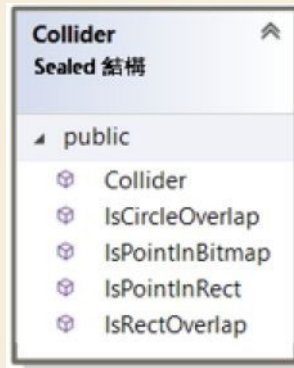 Collider
Sealed 結構
public
Collider
IsCircleOverlap
IsPointInBitmap
IsPointInRect
IsRectOverlap